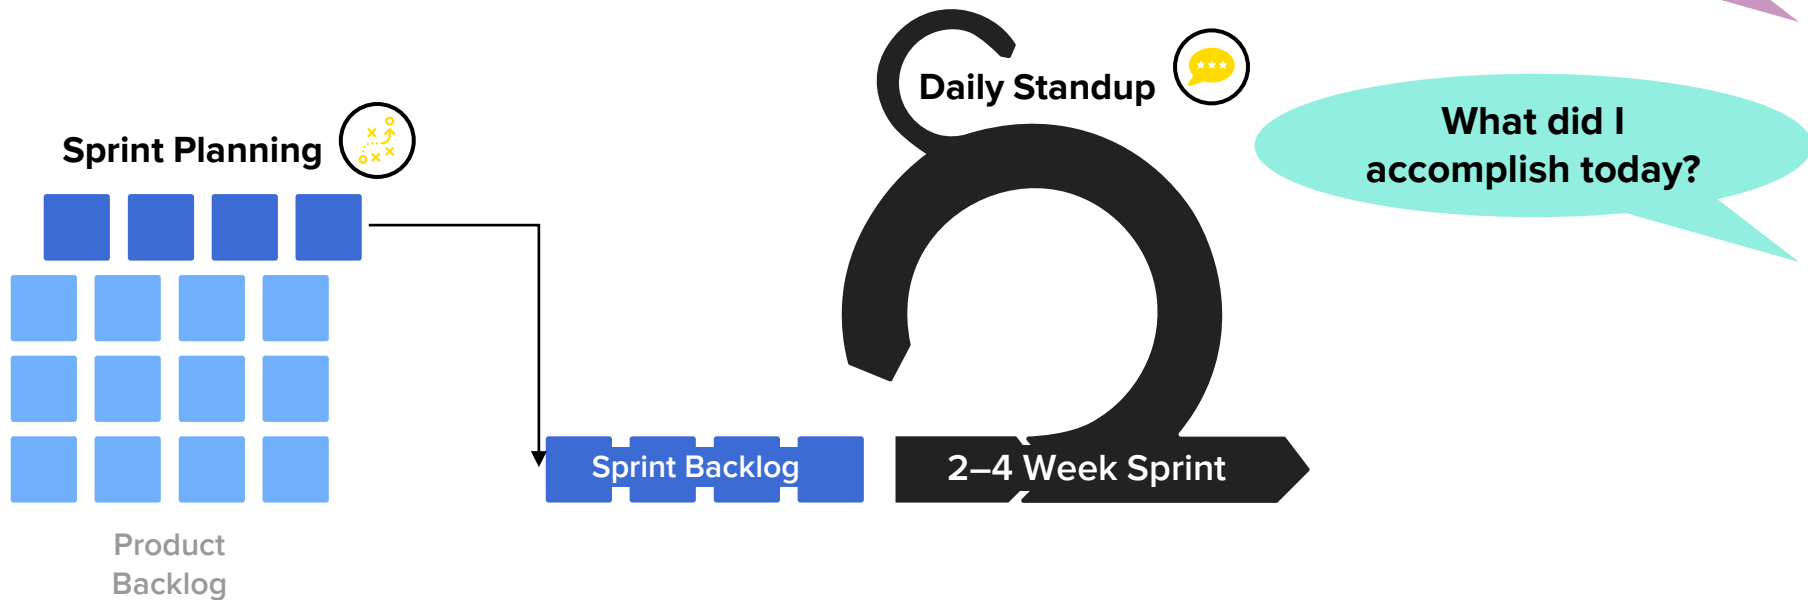 Daily Standup
What did I
accomplish today?
Sprint Planning
Sprint Backlog
2–4 Week Sprint
Product
Backlog